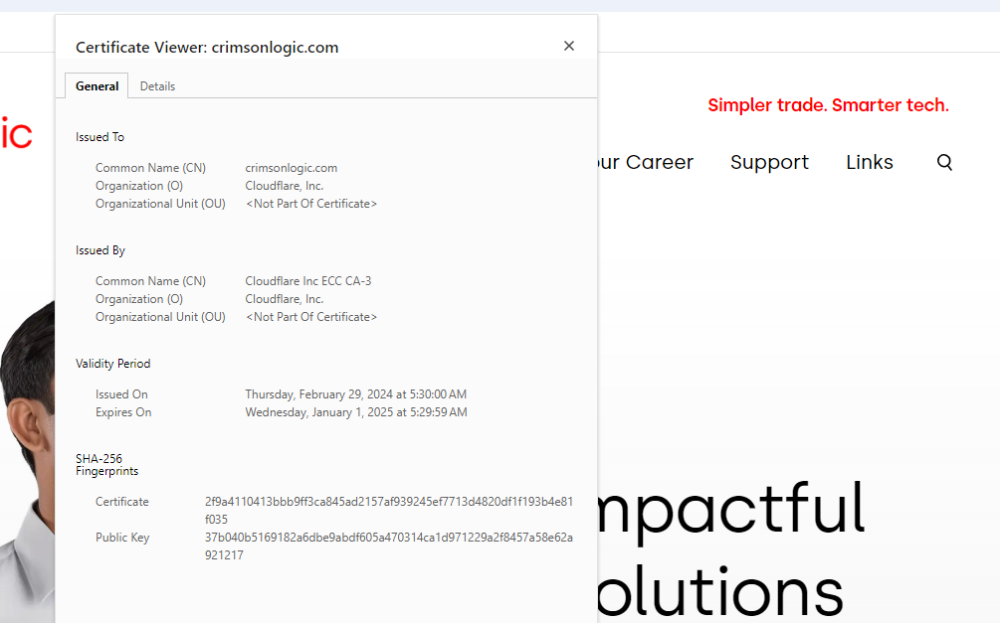 Certificate Viewer: crimsonlogic.com
General Details
Issued To
Common Name (CN) crimsonlogic.com
Organization (O) Cloudflare, Inc.
Organizational Unit (OU) <Not Part Of Certificate>
Issued By
Common Name (CN) Cloudflare Inc ECC CA-3
Organization (O) Cloudflare, Inc.
Organizational Unit (OU) <Not Part Of Certificate>
Validity Period
Issued On Thursday, February 29, 2024 at 5:30:00 AM
Expires On Wednesday, January 1, 2025 at 5:29:59 AM
SHA-256
Fingerprints
Certificate 2f9a4110413bbb9ff3ca845ad2157af939245ef7713d4820df1f193b4e81
f035
Public Key 37b040b5169182a6dbe9abdf605a470314ca1d971229a2f8457a58e62a
921217
ic
Simpler trade. Smarter tech.
our Career Support Links
mpactful
olutions